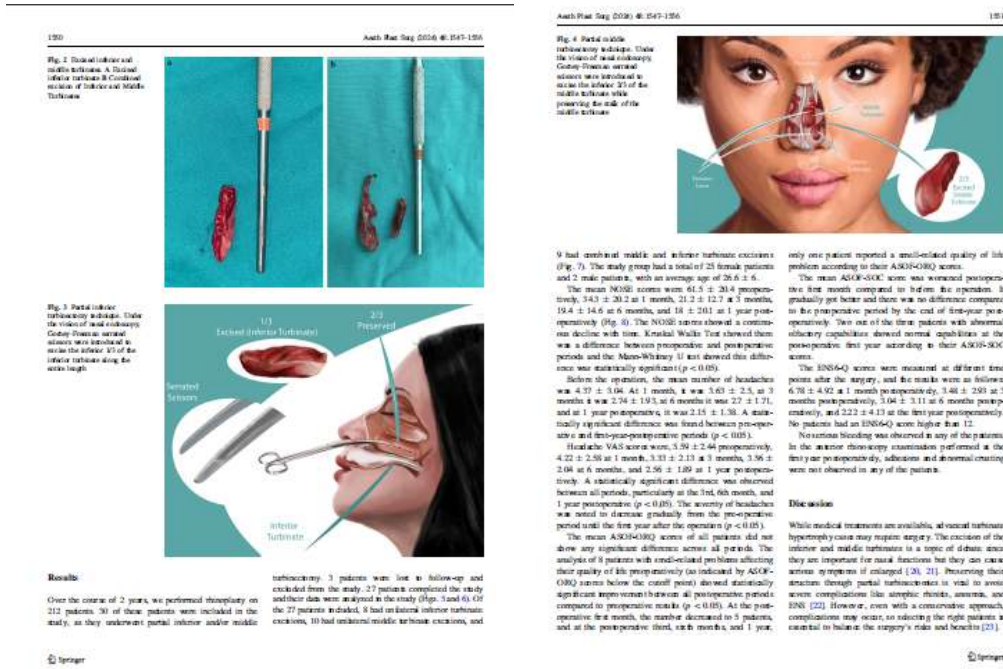 1550
Aesth Plast Surg (2024) 48:1547–1556
Fig. 2 Excised inferior and
middle turbinates. A Excised
inferior turbinate B Combined
excision of Inferior and Middle
Turbinates
a
b
Fig. 3 Partial inferior
turbinectomy technique. Under
the vision of nasal endoscopy,
Gorney-Freeman serrated
scissors were introduced to
excise the inferior 1/3 of the
inferior turbinate along the
entire length
1/3
Excised (Inferior Turbinate)
2/3
Preserved
Serrated
Scissors
Inferior
Turbinate
Results
Over the course of 2 years, we performed rhinoplasty on
212 patients. 30 of these patients were included in the
study, as they underwent partial inferior and/or middle
turbinectomy. 3 patients were lost to follow-up and
excluded from the study. 27 patients completed the study
and their data were analyzed in the study (Figs. 5 and 6). Of
the 27 patients included, 8 had unilateral inferior turbinate
excisions, 10 had unilateral middle turbinate excisions, and
Springer
Aesth Plast Surg (2024) 48:1547–1556
Fig. 4 Partial middle
turbinectomy technique. Under
the vision of nasal endoscopy,
Gorney-Freeman serrated
scissors were introduced to
excise the inferior 2/3 of the
middle turbinate while
preserving the stalk of the
middle turbinate
2/3
Excised
Middle
Turbinate
9 had combined middle and inferior turbinate excisions
(Fig. 7). The study group had a total of 25 female patients
and 2 male patients, with an average age of 26.6 ± 6.
The mean NOSE scores were 61.5 ± 20.4 preopera-
tively, 34.3 ± 20.2 at 1 month, 21.2 ± 12.7 at 3 months,
19.4 ± 14.6 at 6 months, and 18 ± 20.1 at 1 year post-
operatively (Fig. 8). The NOSE scores showed a continu-
ous decline with time. Kruskal Wallis Test showed there
was a difference between preoperative and postoperative
periods and the Mann-Whitney U test showed this differ-
ence was statistically significant (p < 0.05).
Before the operation, the mean number of headaches
was 4.37 ± 3.04. At 1 month, it was 3.63 ± 2.5, at 3
months it was 2.74 ± 1.93, at 6 months it was 2.7 ± 1.71,
and at 1 year postoperative, it was 2.15 ± 1.38. A statis-
tically significant difference was found between pre-oper-
ative and first-year-postoperative periods (p < 0.05).
Headache VAS scores were, 5.59 ± 2.44 preoperatively,
4.22 ± 2.58 at 1 month, 3.33 ± 2.13 at 3 months, 3.56 ±
2.04 at 6 months, and 2.56 ± 1.89 at 1 year postopera-
tively. A statistically significant difference was observed
between all periods, particularly at the 3rd, 6th month, and
1 year postoperative (p < 0.05). The severity of headaches
was noted to decrease gradually from the pre-operative
period until the first year after the operation (p < 0.05).
The mean ASOF-ORQ scores of all patients did not
show any significant difference across all periods. The
analysis of 8 patients with smell-related problems affecting
their quality of life preoperatively (as indicated by ASOF-
ORQ scores below the cutoff point) showed statistically
significant improvement between all postoperative periods
compared to preoperative results (p < 0.05). At the post-
operative first month, the number decreased to 5 patients,
and at the postoperative third, sixth months, and 1 year,
only one patient reported a smell-related quality of life
problem according to their ASOF-ORQ scores.
The mean ASOF-SOC score was worsened postopera-
tive first month compared to before the operation. It
gradually got better and there was no difference compared
to the preoperative period by the end of first-year post-
operatively. Two out of the three patients with abnormal
olfactory capabilities showed normal capabilities at the
post-operative first year according to their ASOF-SOC
scores.
The ENS6-Q scores were measured at different time
points after the surgery, and the results were as follows:
6.78 ± 4.92 at 1 month postoperatively, 3.48 ± 2.93 at 3
months postoperatively, 3.04 ± 3.11 at 6 months postop-
eratively, and 2.22 ± 4.13 at the first year postoperatively.
No patients had an ENS6-Q score higher than 12.
No serious bleeding was observed in any of the patients.
In the anterior rhinoscopy examination performed at the
first year postoperatively, adhesions and abnormal crusting
were not observed in any of the patients.
Discussion
While medical treatments are available, advanced turbinate
hypertrophy cases may require surgery. The excision of the
inferior and middle turbinates is a topic of debate since
they are important for nasal functions but they can cause
serious symptoms if enlarged [20, 21]. Preserving their
structure through partial turbinectomies is vital to avoid
severe complications like atrophic rhinitis, anosmia, and
ENS [22]. However, even with a conservative approach,
complications may occur, so selecting the right patients is
essential to balance the surgery's risks and benefits [23].
Springer